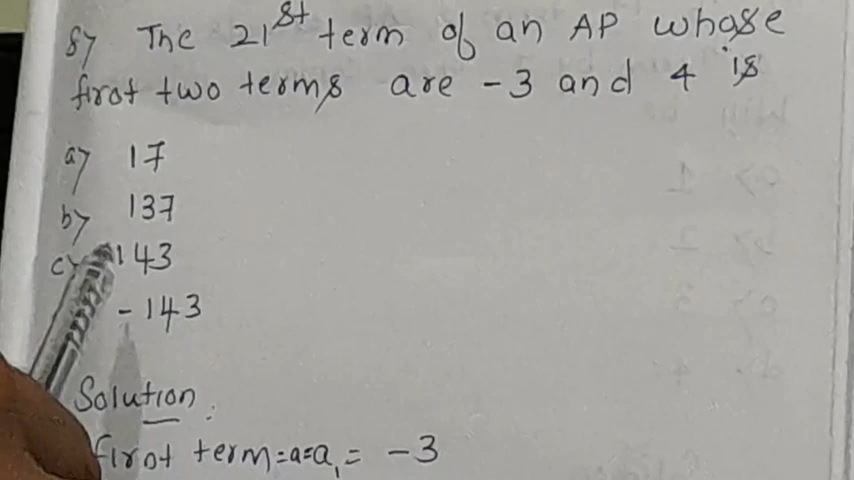 8) The 21st term of an AP whose
first two terms are -3 and 4 is
a) 17
b) 137
c) 143
-143
Solution:
first term=a=a1= -3